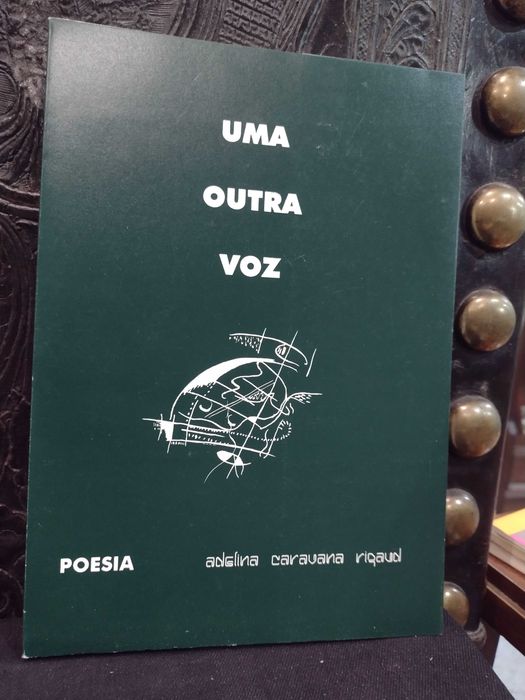 UMA
OUTRA
VOZ
POESIA
adelina caravana rigaud